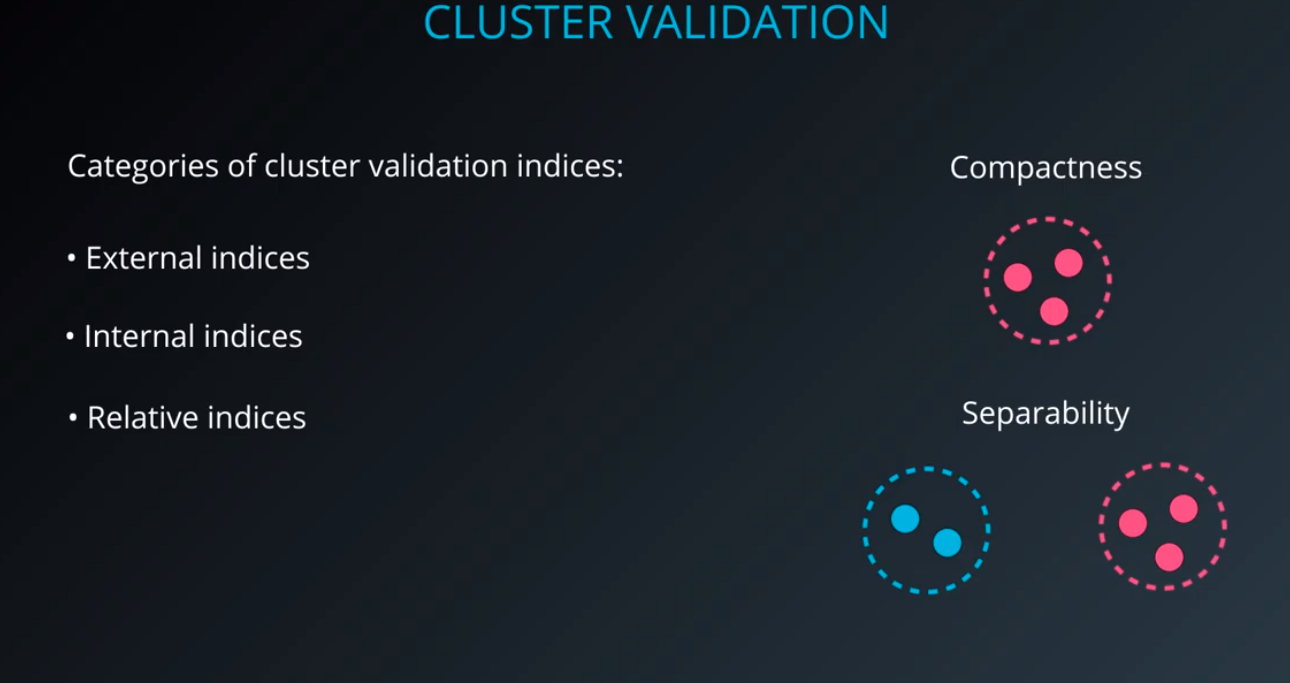 CLUSTER VALIDATION
Categories of cluster validation indices:
• External indices
• Internal indices
• Relative indices
Compactness
Separability